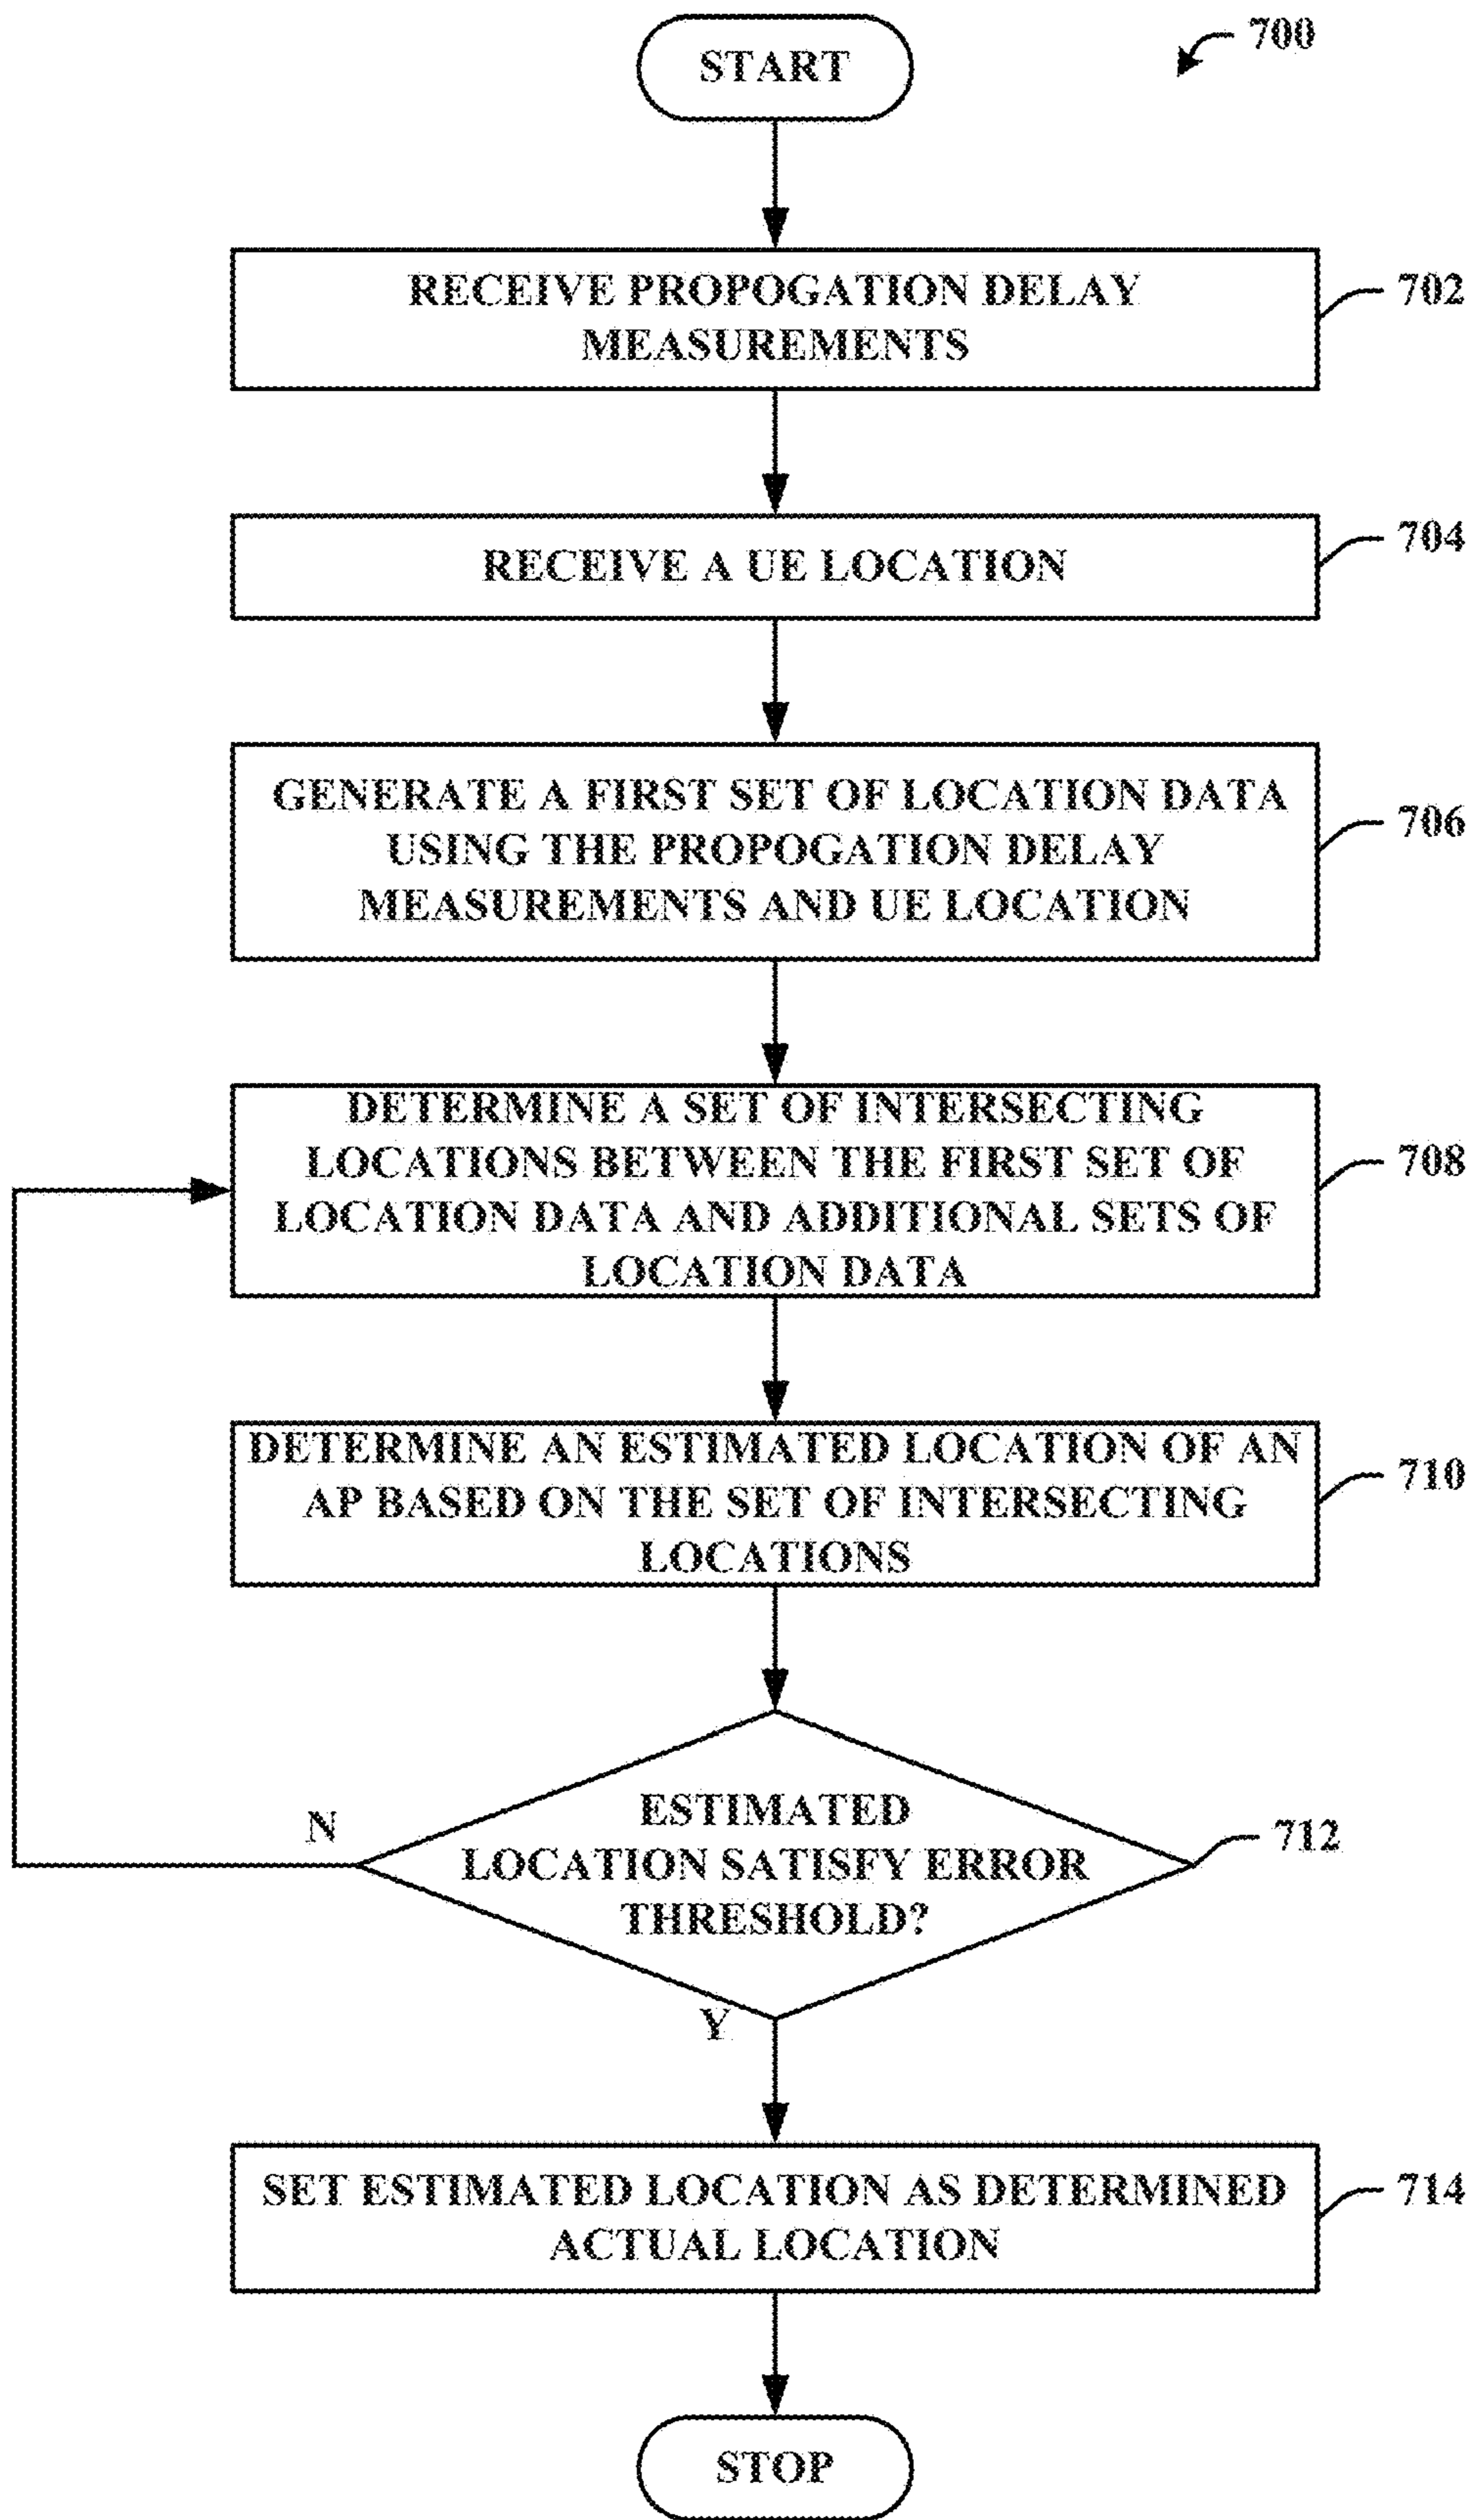 START
700
RECEIVE PROPOGATION DELAY
MEASUREMENTS
702
RECEIVE A UE LOCATION
704
GENERATE A FIRST SET OF LOCATION DATA
USING THE PROPOGATION DELAY
MEASUREMENTS AND UE LOCATION
706
DETERMINE A SET OF INTERSECTING
LOCATIONS BETWEEN THE FIRST SET OF
LOCATION DATA AND ADDITIONAL SETS OF
LOCATION DATA
708
DETERMINE AN ESTIMATED LOCATION OF AN
AP BASED ON THE SET OF INTERSECTING
LOCATIONS
710
ESTIMATED
LOCATION SATISFY ERROR
THRESHOLD?
712
N
Y
SET ESTIMATED LOCATION AS DETERMINED
ACTUAL LOCATION
714
STOP